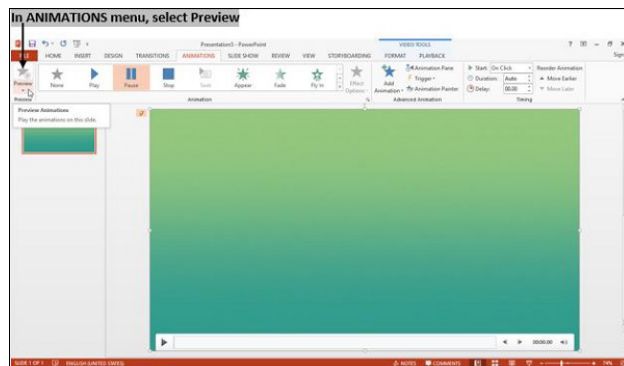 In ANIMATIONS menu, select Preview
Presentation1 - PowerPoint
VIDEO TOOLS
FILE HOME INSERT DESIGN TRANSITIONS ANIMATIONS SLIDE SHOW REVIEW VIEW STORYBOARDING FORMAT PLAYBACK Sign
Preview None Play Pause Stop Seek Appear Fade Fly In Effect Options Add Animation
Animation Pane
Trigger
Animation Painter
Start: On Click
Duration: Auto
Delay: 00.00
Reorder Animation
Move Earlier
Move Later
Preview Animation Advanced Animation Timing
Preview Animations
Play the animations on this slide.
00:00.00
SLIDE 1 OF 1 ENGLISH (UNITED STATES) NOTES COMMENTS 74%